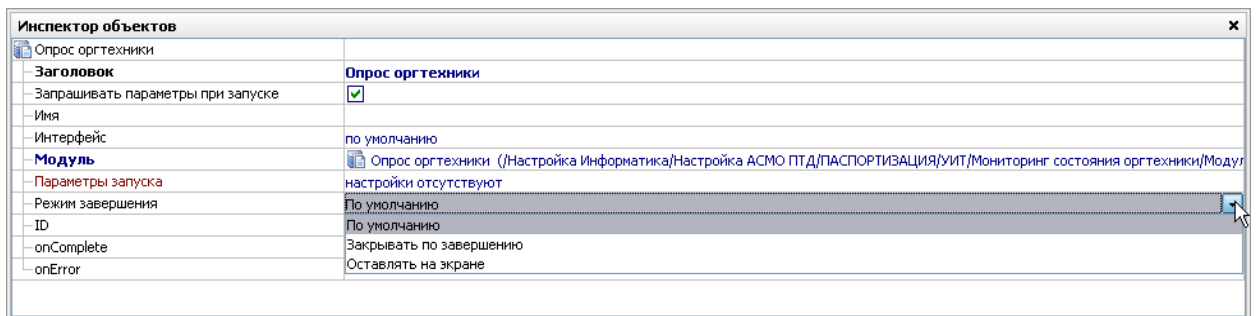 Инспектор объектов
Опрос оргтехники
Заголовок Опрос оргтехники
Запрашивать параметры при запуске
Имя
Интерфейс по умолчанию
Модуль Опрос оргтехники (/Настройка Информатика/Настройка АСМО ПТД/ПАСПОРТИЗАЦИЯ/УИТ/Мониторинг состояния оргтехники/Модул
Параметры запуска настройки отсутствуют
Режим завершения По умолчанию
ID По умолчанию
onComplete Закрывать по завершению
onError Оставлять на экране